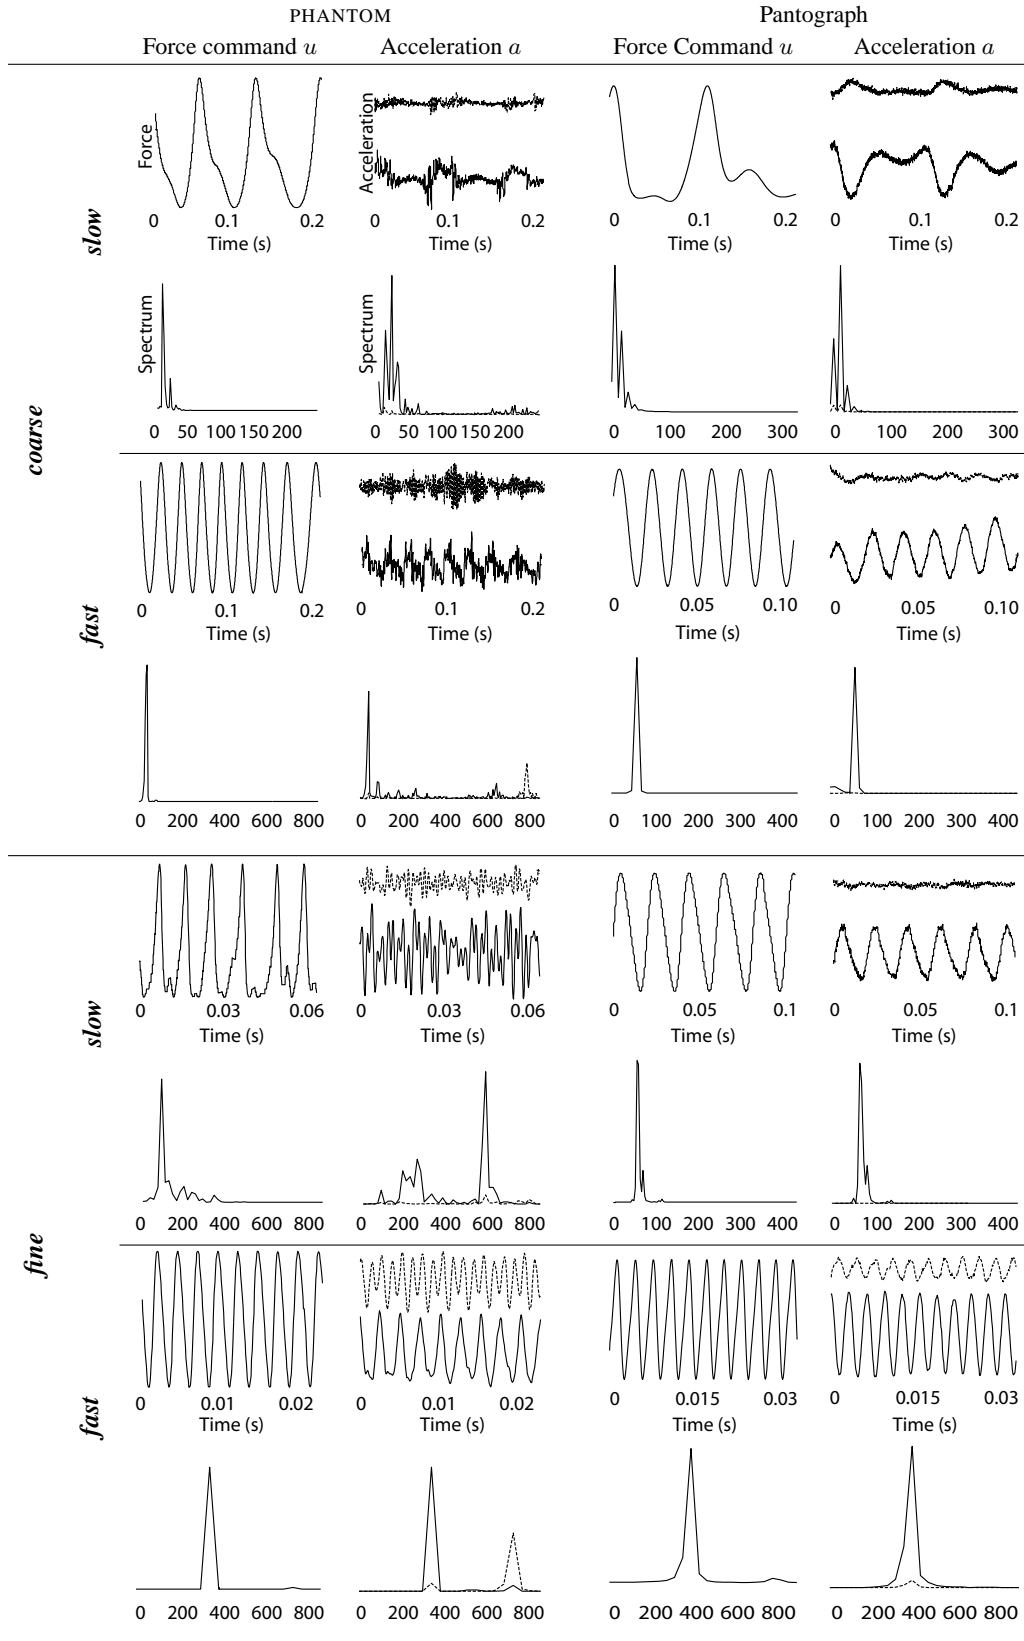 PHANTOM Pantograph
Force command u Acceleration a Force Command u Acceleration a
Force Acceleration
0 0.1 0.2 0 0.1 0.2 0 0.1 0.2 0 0.1 0.2
Time (s) Time (s) Time (s) Time (s)
slow
Spectrum Spectrum
0 50 100 150 200 0 50 100 150 200 0 100 200 300 0 100 200 300
coarse
0 0.1 0.2 0 0.1 0.2 0 0.05 0.10 0 0.05 0.10
Time (s) Time (s) Time (s) Time (s)
fast
0 200 400 600 800 0 200 400 600 800 0 100 200 300 400 0 100 200 300 400
0 0.03 0.06 0 0.03 0.06 0 0.05 0.1 0 0.05 0.1
Time (s) Time (s) Time (s) Time (s)
slow
0 200 400 600 800 0 200 400 600 800 0 100 200 300 400 0 100 200 300 400
fine
0 0.01 0.02 0 0.01 0.02 0 0.015 0.03 0 0.015 0.03
Time (s) Time (s) Time (s) Time (s)
fast
0 200 400 600 800 0 200 400 600 800 0 200 400 600 800 0 200 400 600 800